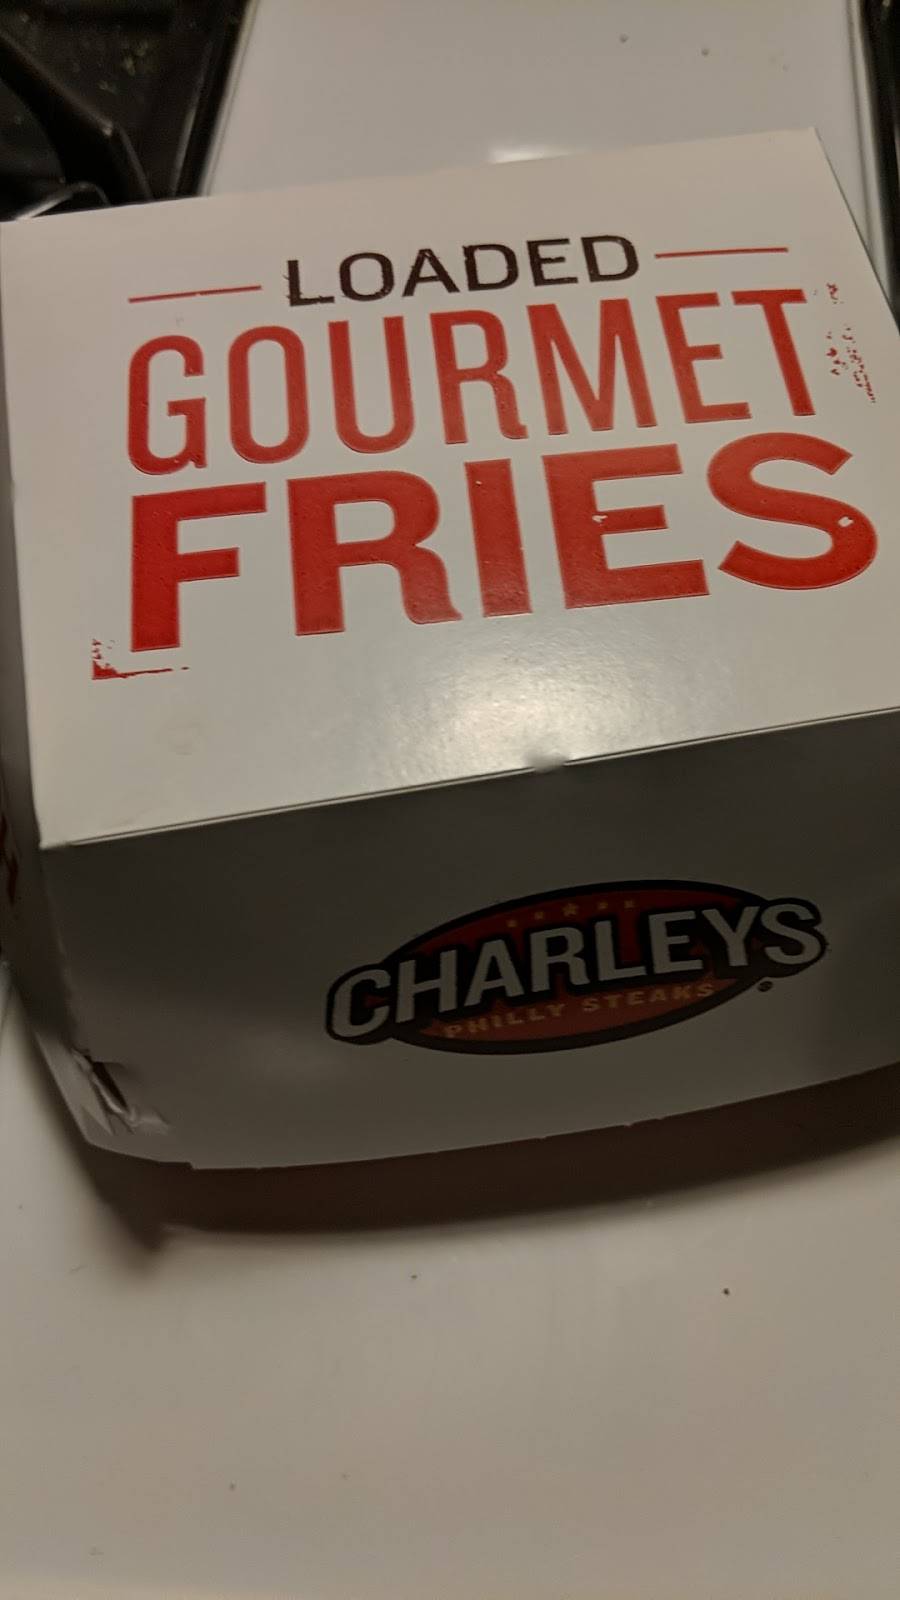 LOADED
GOURMET
FRIES
CHARLEYS
PHILLY STEAKS